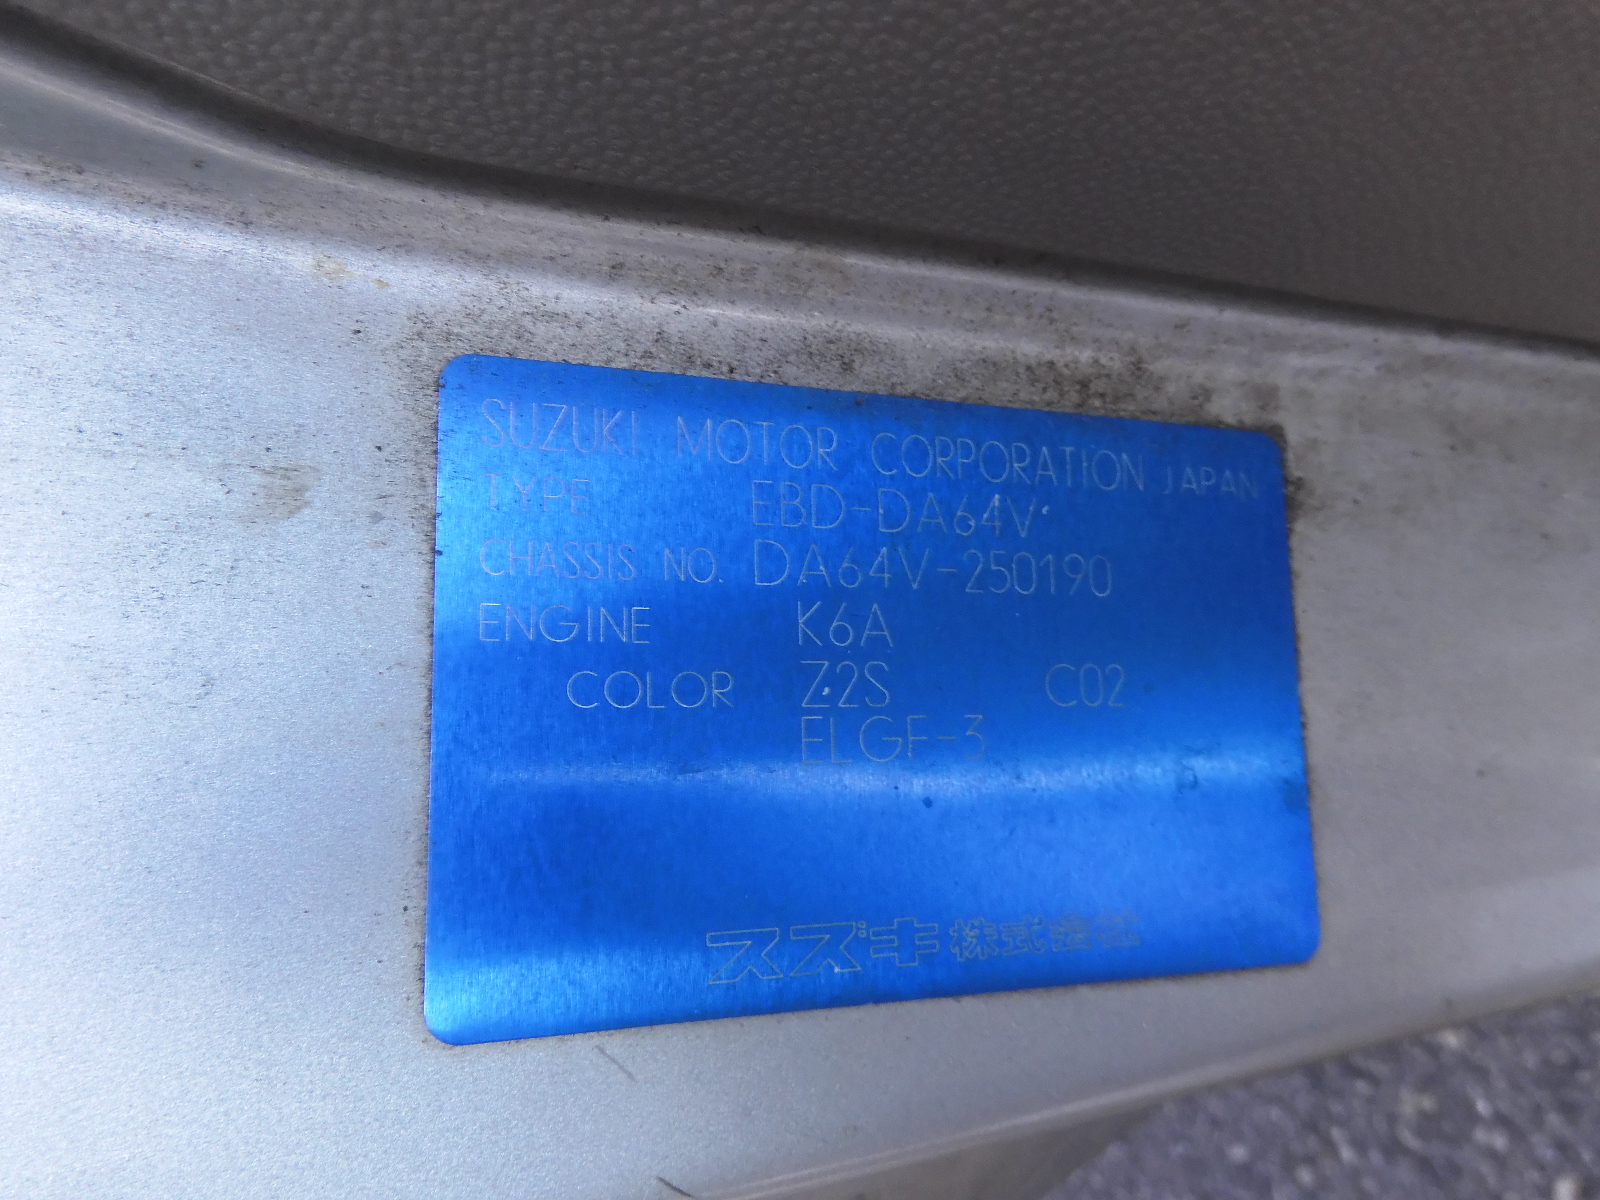 SUZUKI MOTOR CORPORATION JAPAN
TYPE EBD-DA64V
CHASSIS NO. DA64V-250190
ENGINE K6A
COLOR Z2S C02
ELGF-3
スズキ株式会社